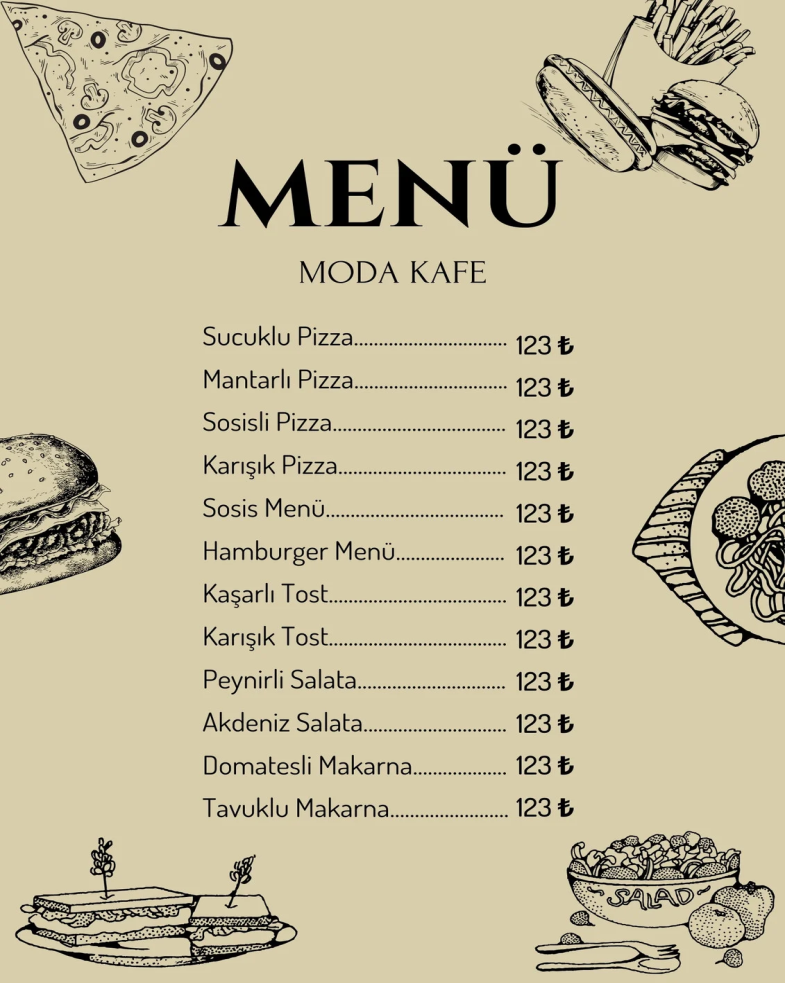 MENÜ
MODA KAFE
Sucuklu Pizza............................... 123 ₺
Mantarlı Pizza............................... 123 ₺
Sosisli Pizza................................... 123 ₺
Karışık Pizza.................................. 123 ₺
Sosis Menü.................................... 123 ₺
Hamburger Menü...................... 123 ₺
Kaşarlı Tost.................................... 123 ₺
Karışık Tost.................................... 123 ₺
Peynirli Salata.............................. 123 ₺
Akdeniz Salata............................. 123 ₺
Domatesli Makarna................... 123 ₺
Tavuklu Makarna........................ 123 ₺
SALAD